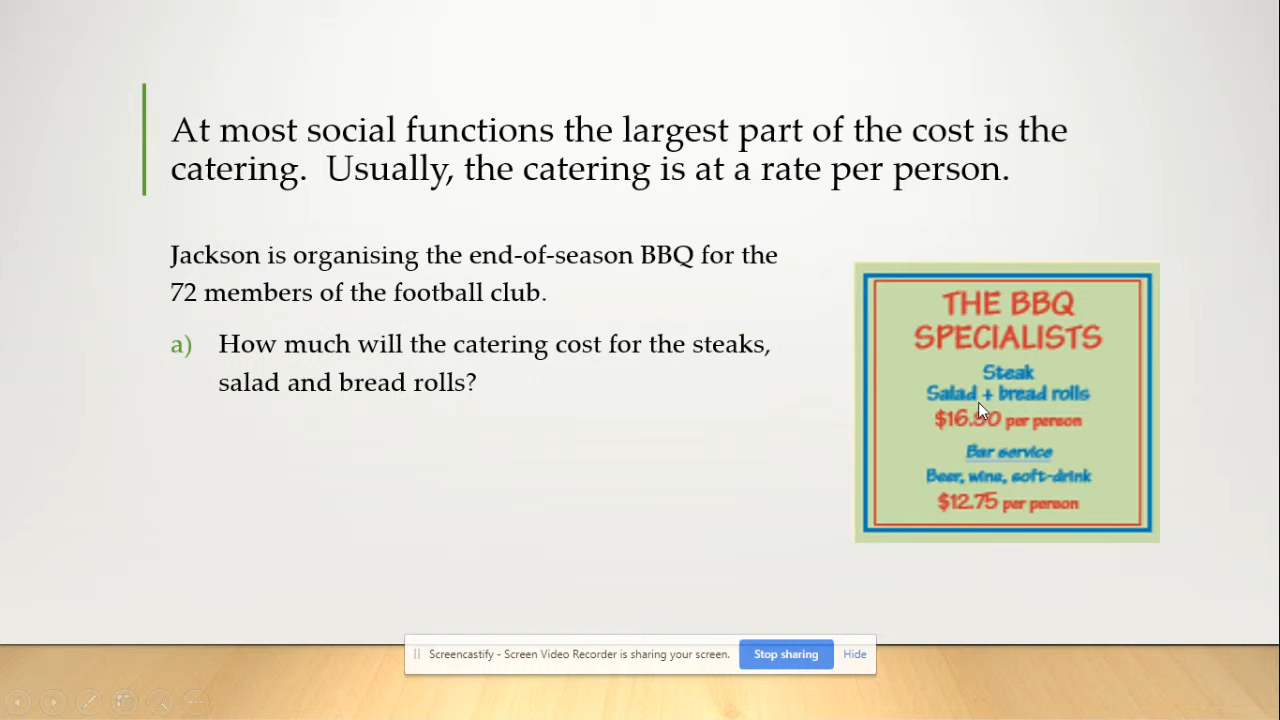 At most social functions the largest part of the cost is the
catering. Usually, the catering is at a rate per person.
Jackson is organising the end-of-season BBQ for the
72 members of the football club.
a) How much will the catering cost for the steaks,
salad and bread rolls?
THE BBQ
SPECIALISTS
Steak
Salad + bread rolls
$16.90 per person
Bar service
Beer, wine, soft-drink
$12.75 per person
Screencastify - Screen Video Recorder is sharing your screen. Stop sharing Hide